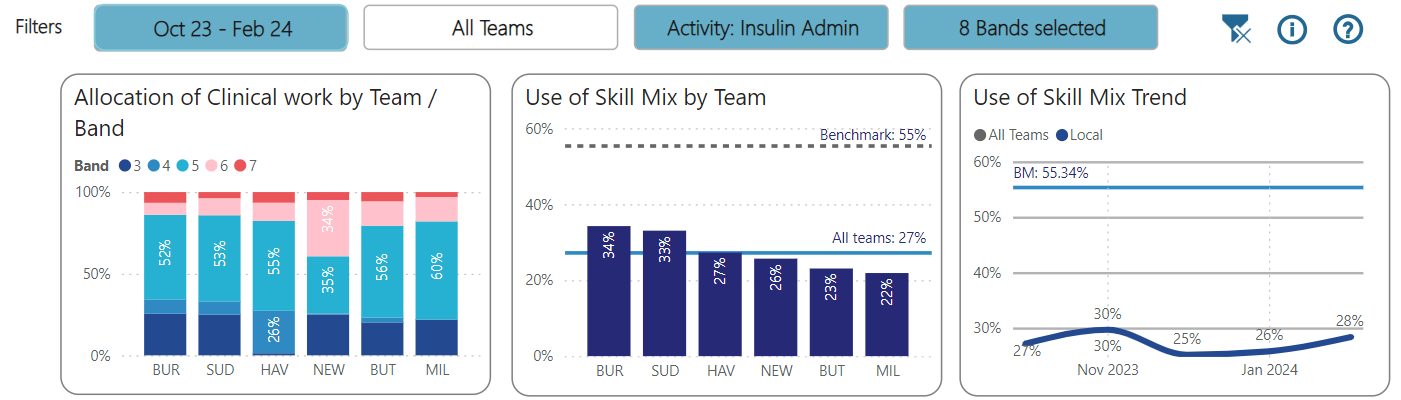 Filters
Oct 23 - Feb 24
All Teams
Activity: Insulin Admin
8 Bands selected
Allocation of Clinical work by Team /
Band
Band 3 4 5 6 7
100%
50%
0%
52%
53%
55%
26%
34%
35%
56%
60%
BUR SUD HAV NEW BUT MIL
Use of Skill Mix by Team
60%
Benchmark: 55%
40%
All teams: 27%
20%
0%
34%
33%
27%
26%
23%
22%
BUR SUD HAV NEW BUT MIL
Use of Skill Mix Trend
All Teams Local
60%
BM: 55.34%
50%
40%
30%
27%
30%
30%
25%
26%
28%
Nov 2023 Jan 2024